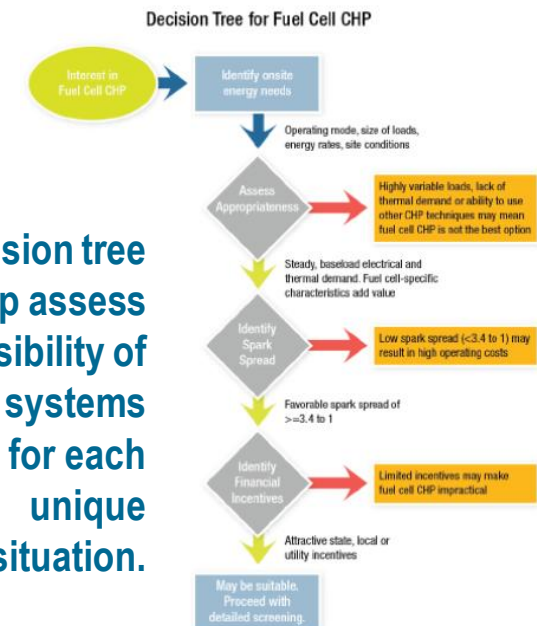 Decision Tree for Fuel Cell CHP
Interest in
Fuel Cell CHP
Identify onsite
energy needs
Operating mode, size of loads,
energy rates, site conditions
Assess
Appropriateness
Highly variable loads, lack of
thermal demand or ability to use
other CHP techniques may mean
fuel cell CHP is not the best option
Steady, baseload electrical and
thermal demand. Fuel cell-specific
characteristics add value
Identify
Spark
Spread
Low spark spread (<3.4 to 1) may
result in high operating costs
Favorable spark spread of
>=3.4 to 1
Identify
Financial
Incentives
Limited incentives may make
fuel cell CHP impractical
Attractive state, local or
utility incentives
May be suitable.
Proceed with
detailed screening.
sion tree
p assess
sibility of
systems
for each
unique
situation.